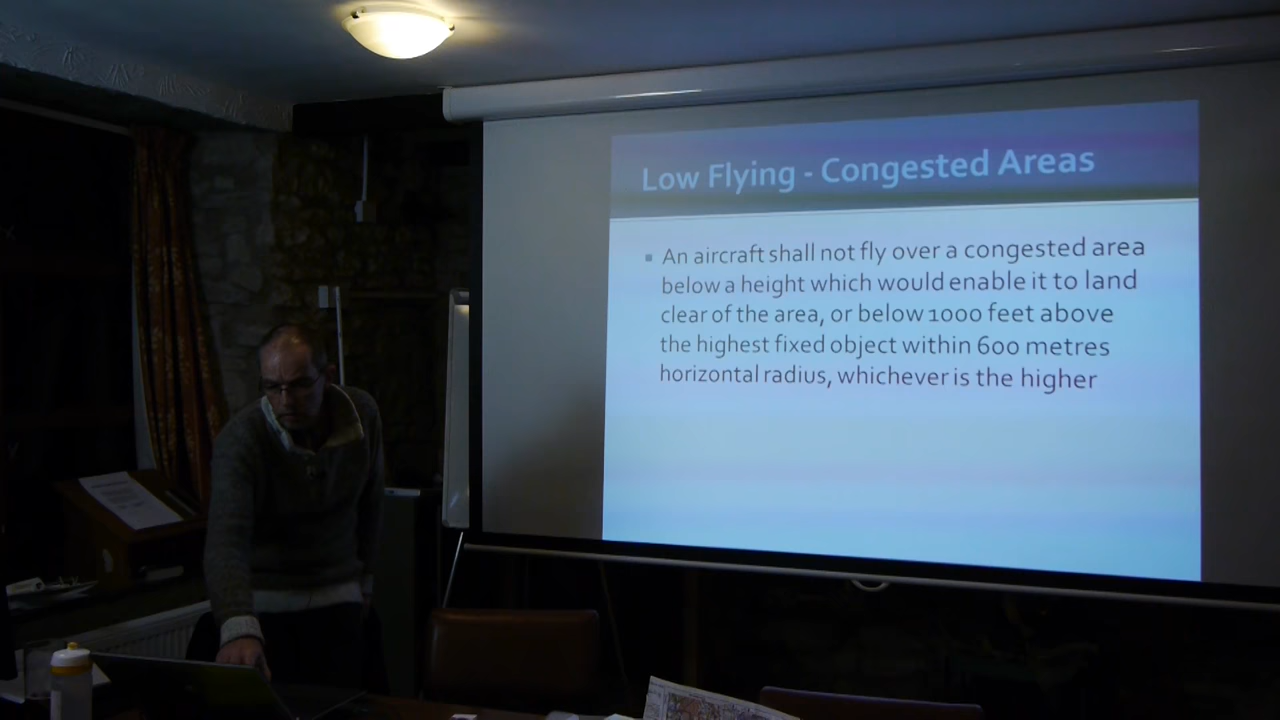 Low Flying - Congested Areas
▪ An aircraft shall not fly over a congested area
below a height which would enable it to land
clear of the area, or below 1000 feet above
the highest fixed object within 600 metres
horizontal radius, whichever is the higher